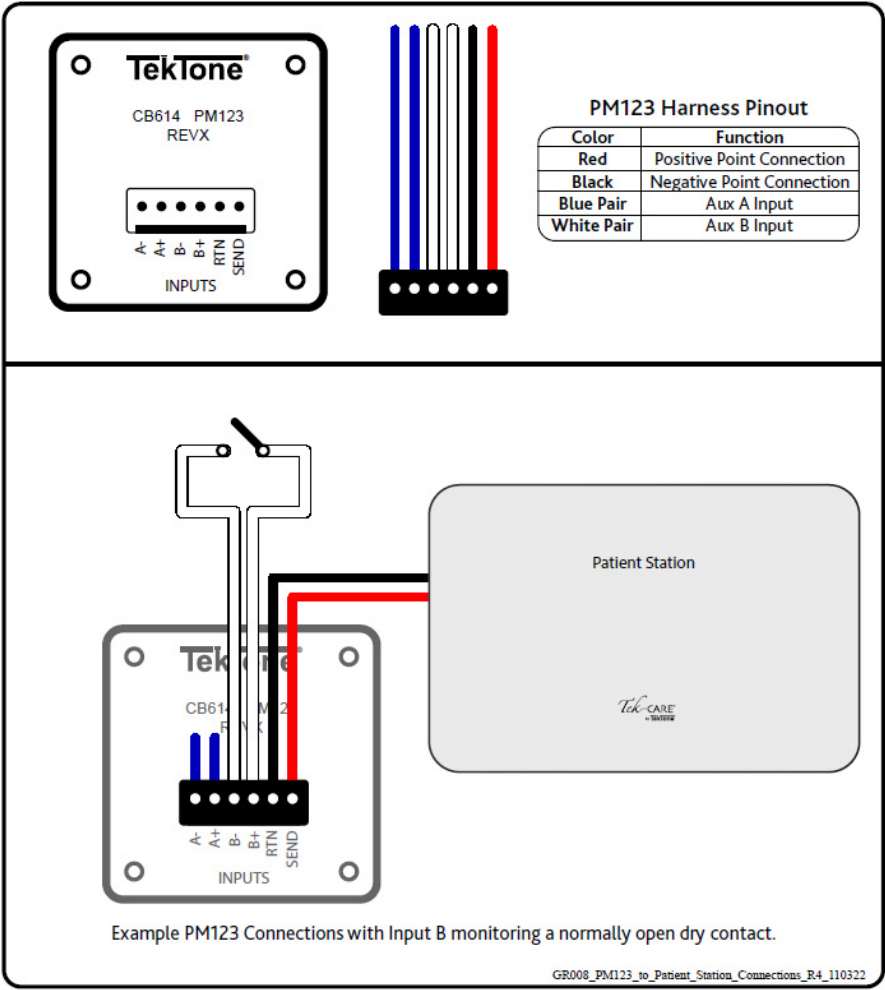 TekTone®
CB614 PM123
REVX
A- A+ B- B+ RTN SEND
INPUTS
PM123 Harness Pinout
Color Function
Red Positive Point Connection
Black Negative Point Connection
Blue Pair Aux A Input
White Pair Aux B Input
Patient Station
Tek-CARE®
by TekTone
A- A+ B- B+ RTN SEND
INPUTS
Example PM123 Connections with Input B monitoring a normally open dry contact.
GR008_PM123_to_Patient_Station_Connections_R4_110322